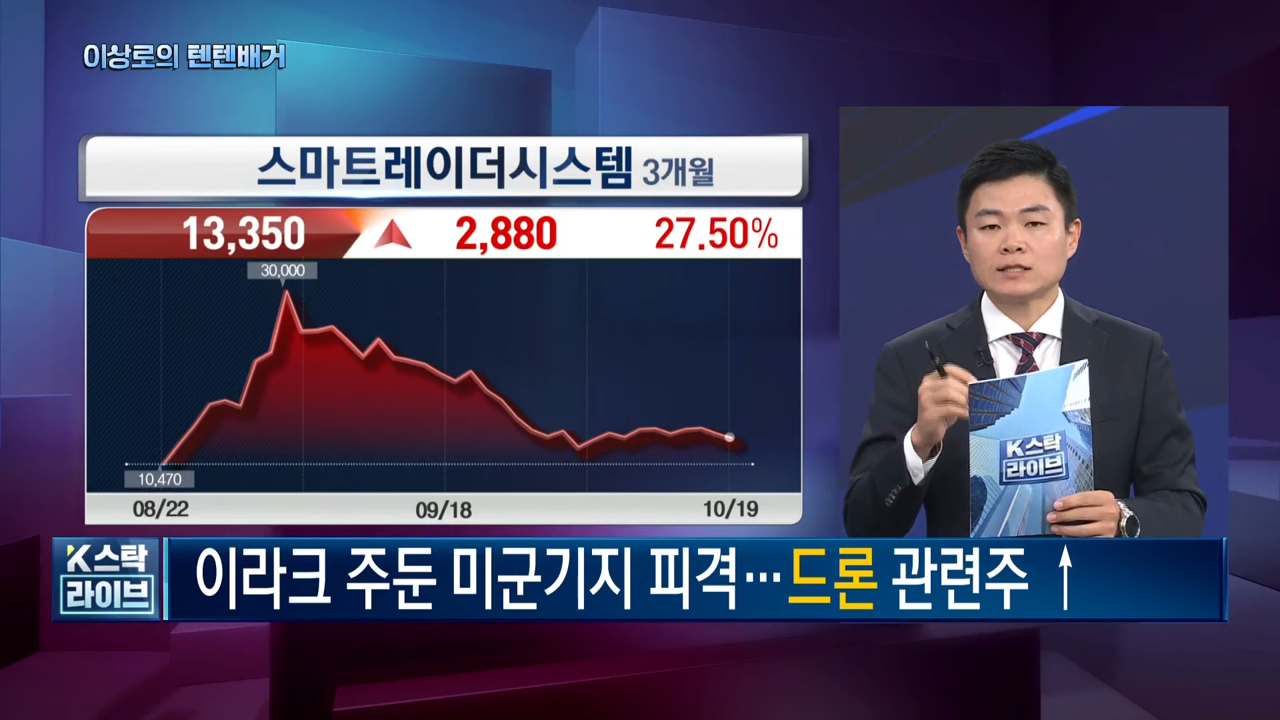 이상로의 텐텐배거
스마트레이더시스템 3개월
13,350 ▲ 2,880 27.50%
30,000
10,470
08/22 09/18 10/19
K스탁
라이브
K스탁
라이브
이라크 주둔 미군기지 피격…드론 관련주 ↑